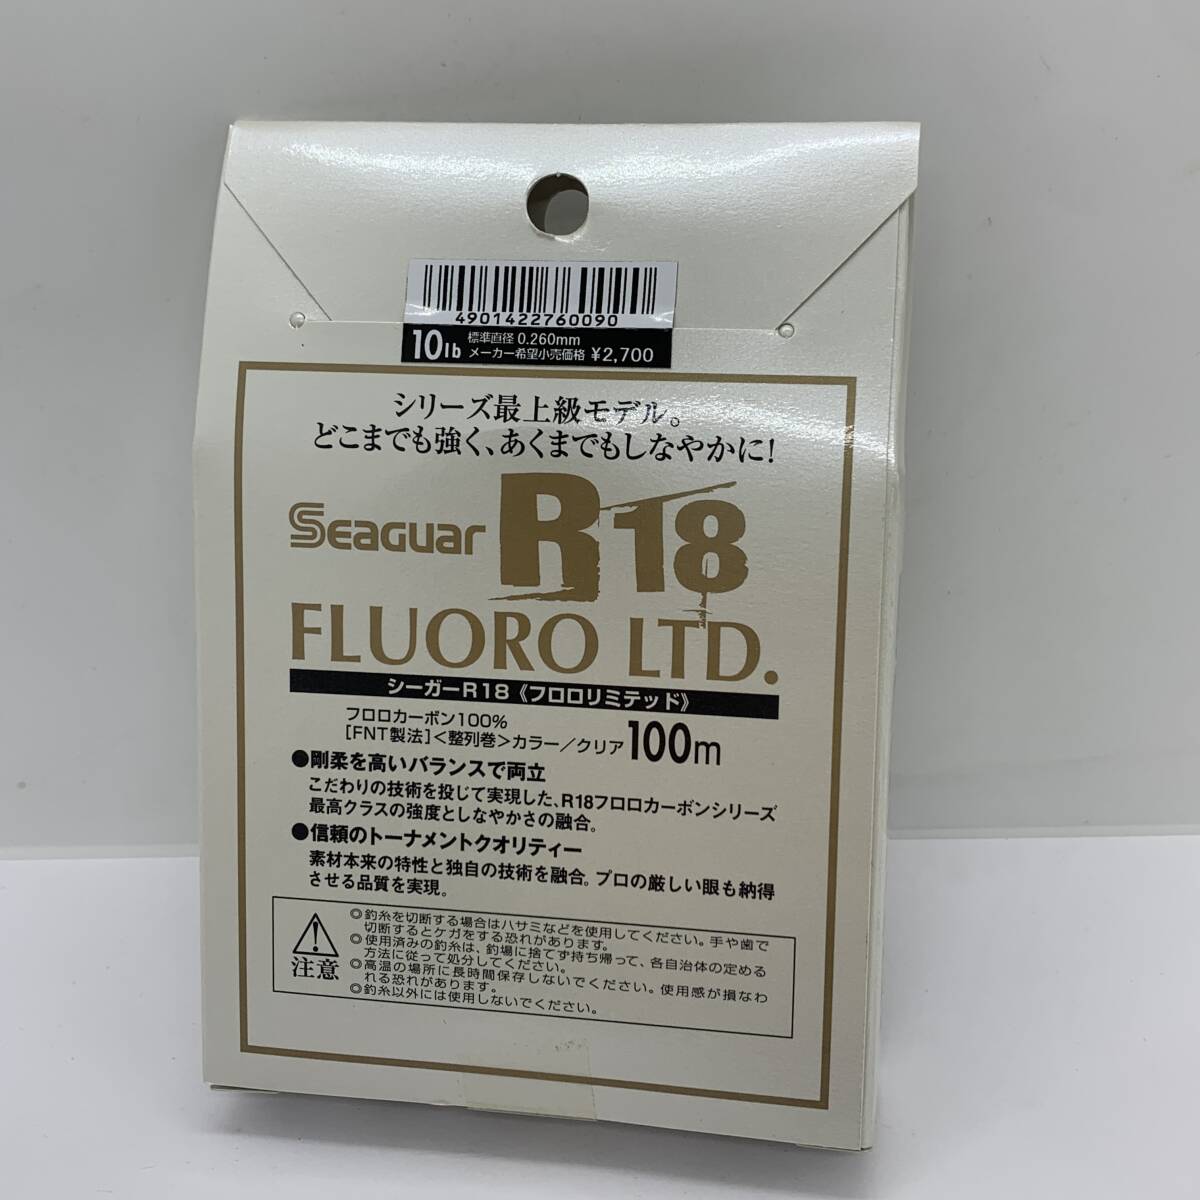 4901422760090
10lb 標準直径 0.260mm
メーカー希望小売価格 ¥2,700
シリーズ最上級モデル。
どこまでも強く、あくまでもしなやかに!
Seaguar R18
FLUORO LTD.
シーガーR18《フロロリミテッド》
フロロカーボン100%
[FNT製法]<整列巻>カラー/クリア 100m
●剛柔を高いバランスで両立
こだわりの技術を投じて実現した、R18フロロカーボンシリーズ
最高クラスの強度としなやかさの融合。
●信頼のトーナメントクオリティー
素材本来の特性と独自の技術を融合。プロの厳しい眼も納得
させる品質を実現。
注意
◎釣糸を切断する場合はハサミなどを使用してください。手や歯で
切断するとケガをする恐れがあります。
◎使用済みの釣糸は、釣場に捨てず持ち帰って、各自治体の定める
方法に従って処分してください。
◎高温の場所に長時間保存しないでください。使用感が損なわ
れる恐れがあります。
◎釣糸以外には使用しないでください。